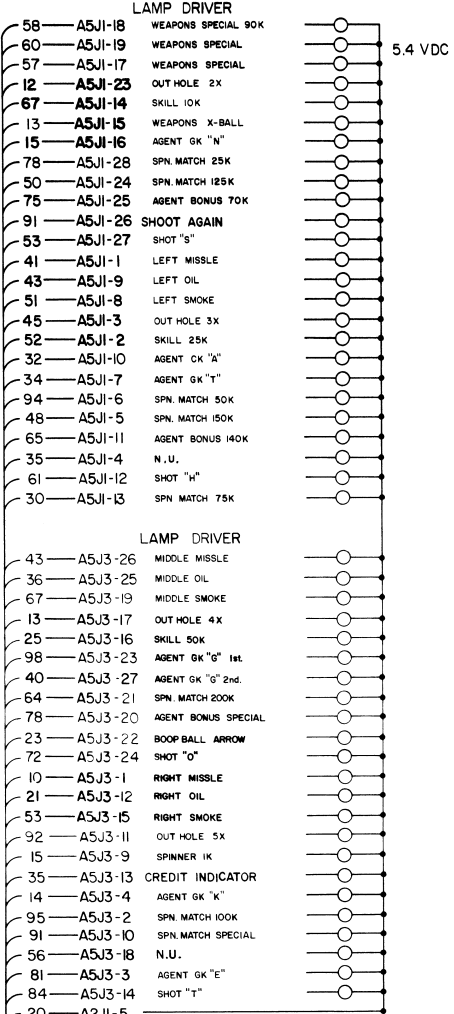 LAMP DRIVER
58 A5J1-18 WEAPONS SPECIAL 90K
60 A5J1-19 WEAPONS SPECIAL 5.4 VDC
57 A5J1-17 WEAPONS SPECIAL
12 A5J1-23 OUT HOLE 2X
67 A5J1-14 SKILL 10K
13 A5J1-15 WEAPONS X-BALL
15 A5J1-16 AGENT GK "N"
78 A5J1-28 SPN. MATCH 25K
50 A5J1-24 SPN. MATCH 125K
75 A5J1-25 AGENT BONUS 70K
91 A5J1-26 SHOOT AGAIN
53 A5J1-27 SHOT "S"
41 A5J1-1 LEFT MISSLE
43 A5J1-9 LEFT OIL
51 A5J1-8 LEFT SMOKE
45 A5J1-3 OUT HOLE 3X
52 A5J1-2 SKILL 25K
32 A5J1-10 AGENT CK "A"
34 A5J1-7 AGENT GK "T"
94 A5J1-6 SPN. MATCH 50K
48 A5J1-5 SPN. MATCH 150K
65 A5J1-11 AGENT BONUS 140K
35 A5J1-4 N.U.
61 A5J1-12 SHOT "H"
30 A5J1-13 SPN MATCH 75K
LAMP DRIVER
43 A5J3-26 MIDDLE MISSLE
36 A5J3-25 MIDDLE OIL
67 A5J3-19 MIDDLE SMOKE
13 A5J3-17 OUT HOLE 4X
25 A5J3-16 SKILL 50K
98 A5J3-23 AGENT GK "G" 1st.
40 A5J3-27 AGENT GK "G" 2nd.
64 A5J3-21 SPN. MATCH 200K
78 A5J3-20 AGENT BONUS SPECIAL
23 A5J3-22 BOOP BALL ARROW
72 A5J3-24 SHOT "O"
10 A5J3-1 RIGHT MISSLE
21 A5J3-12 RIGHT OIL
53 A5J3-15 RIGHT SMOKE
92 A5J3-11 OUT HOLE 5X
15 A5J3-9 SPINNER 1K
35 A5J3-13 CREDIT INDICATOR
14 A5J3-4 AGENT GK "K"
95 A5J3-2 SPN. MATCH 100K
91 A5J3-10 SPN. MATCH SPECIAL
56 A5J3-18 N.U.
81 A5J3-3 AGENT GK "E"
84 A5J3-14 SHOT "T"
20 A2J1-5